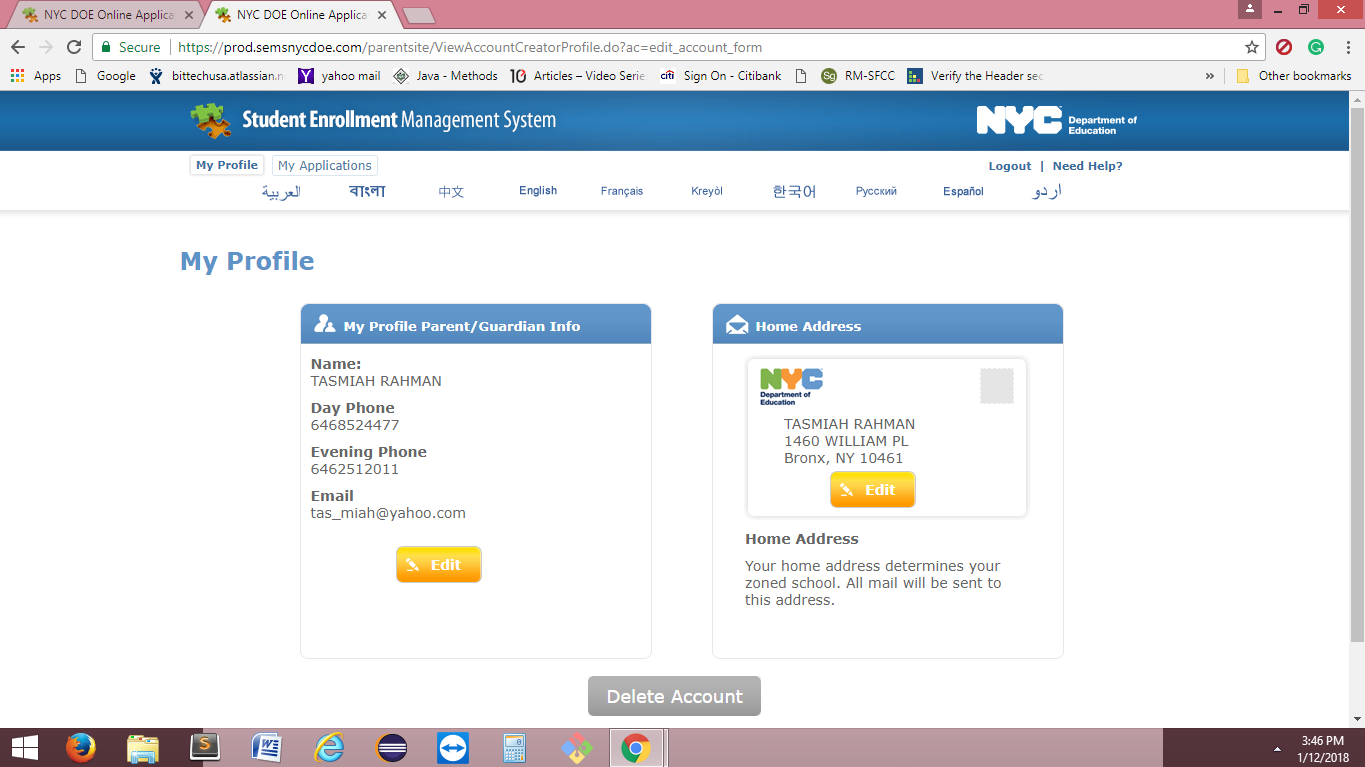 NYC DOE Online Applica
NYC DOE Online Applica
Secure
https://prod.semsnycdoe.com/parentsite/ViewAccountCreatorProfile.do?ac=edit_account_form
Apps Google bittechusa.atlassian.n yahoo mail Java - Methods 10 Articles – Video Serie citi Sign On - Citibank Sg RM-SFCC Verify the Header sec » Other bookmarks
Student Enrollment Management System
NYC Department of
Education
My Profile My Applications Logout | Need Help?
العربية বাংলা 中文 English Français Kreyòl 한국어 Русский Español اردو
My Profile
My Profile Parent/Guardian Info
Name:
TASMIAH RAHMAN
Day Phone
6468524477
Evening Phone
6462512011
Email
tas_miah@yahoo.com
Edit
Home Address
NYC
Department of
Education
TASMIAH RAHMAN
1460 WILLIAM PL
Bronx, NY 10461
Edit
Home Address
Your home address determines your
zoned school. All mail will be sent to
this address.
Delete Account
3:46 PM
1/12/2018